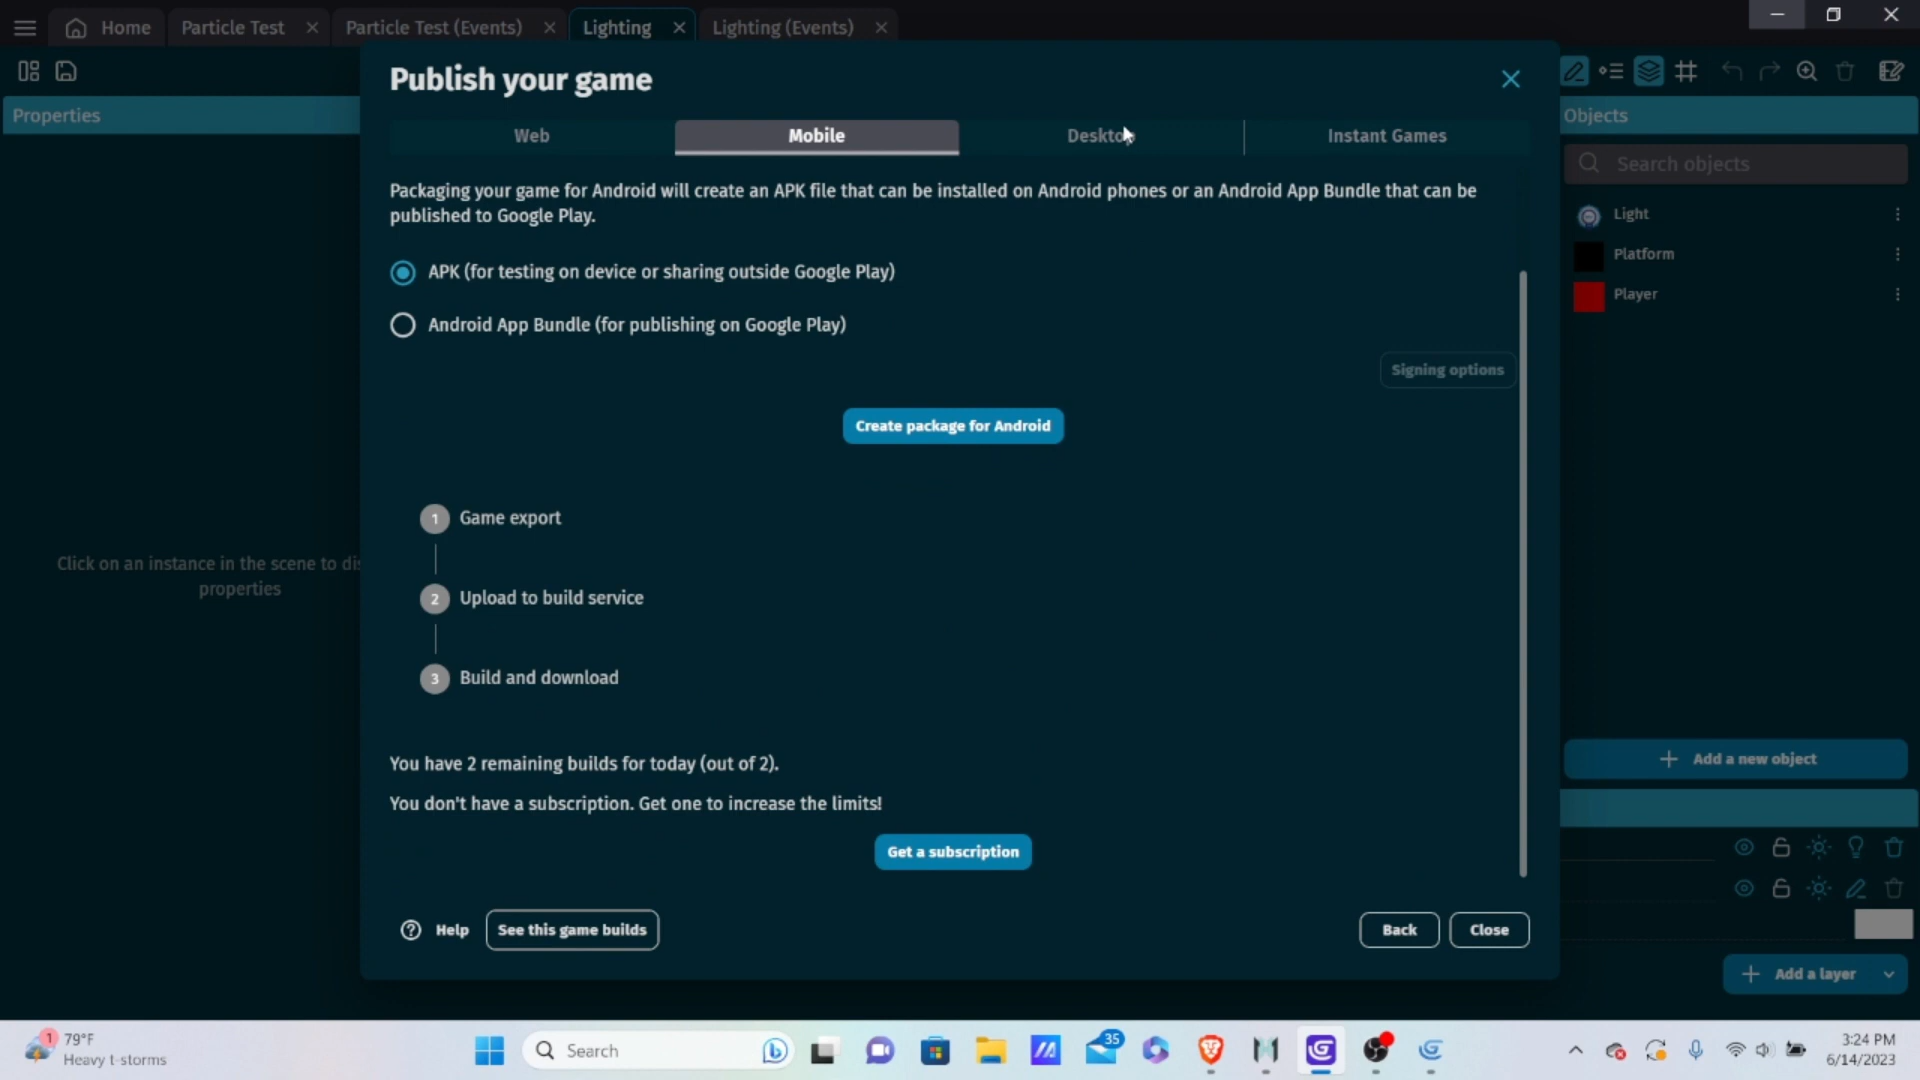 Home
Particle Test
Particle Test (Events)
Lighting
Lighting (Events)
Publish your game
Properties
Web
Mobile
Desktop
Instant Games
Objects
Search objects
Packaging your game for Android will create an APK file that can be installed on Android phones or an Android App Bundle that can be
published to Google Play.
Light
Platform
Player
APK (for testing on device or sharing outside Google Play)
Android App Bundle (for publishing on Google Play)
Signing options
Create package for Android
1 Game export
Click on an instance in the scene to di
properties
2 Upload to build service
3 Build and download
You have 2 remaining builds for today (out of 2).
Add a new object
You don't have a subscription. Get one to increase the limits!
Get a subscription
Help
See this game builds
Back
Close
Add a layer
1
79°F
Heavy t-storms
Search
35
3:24 PM
6/14/2023